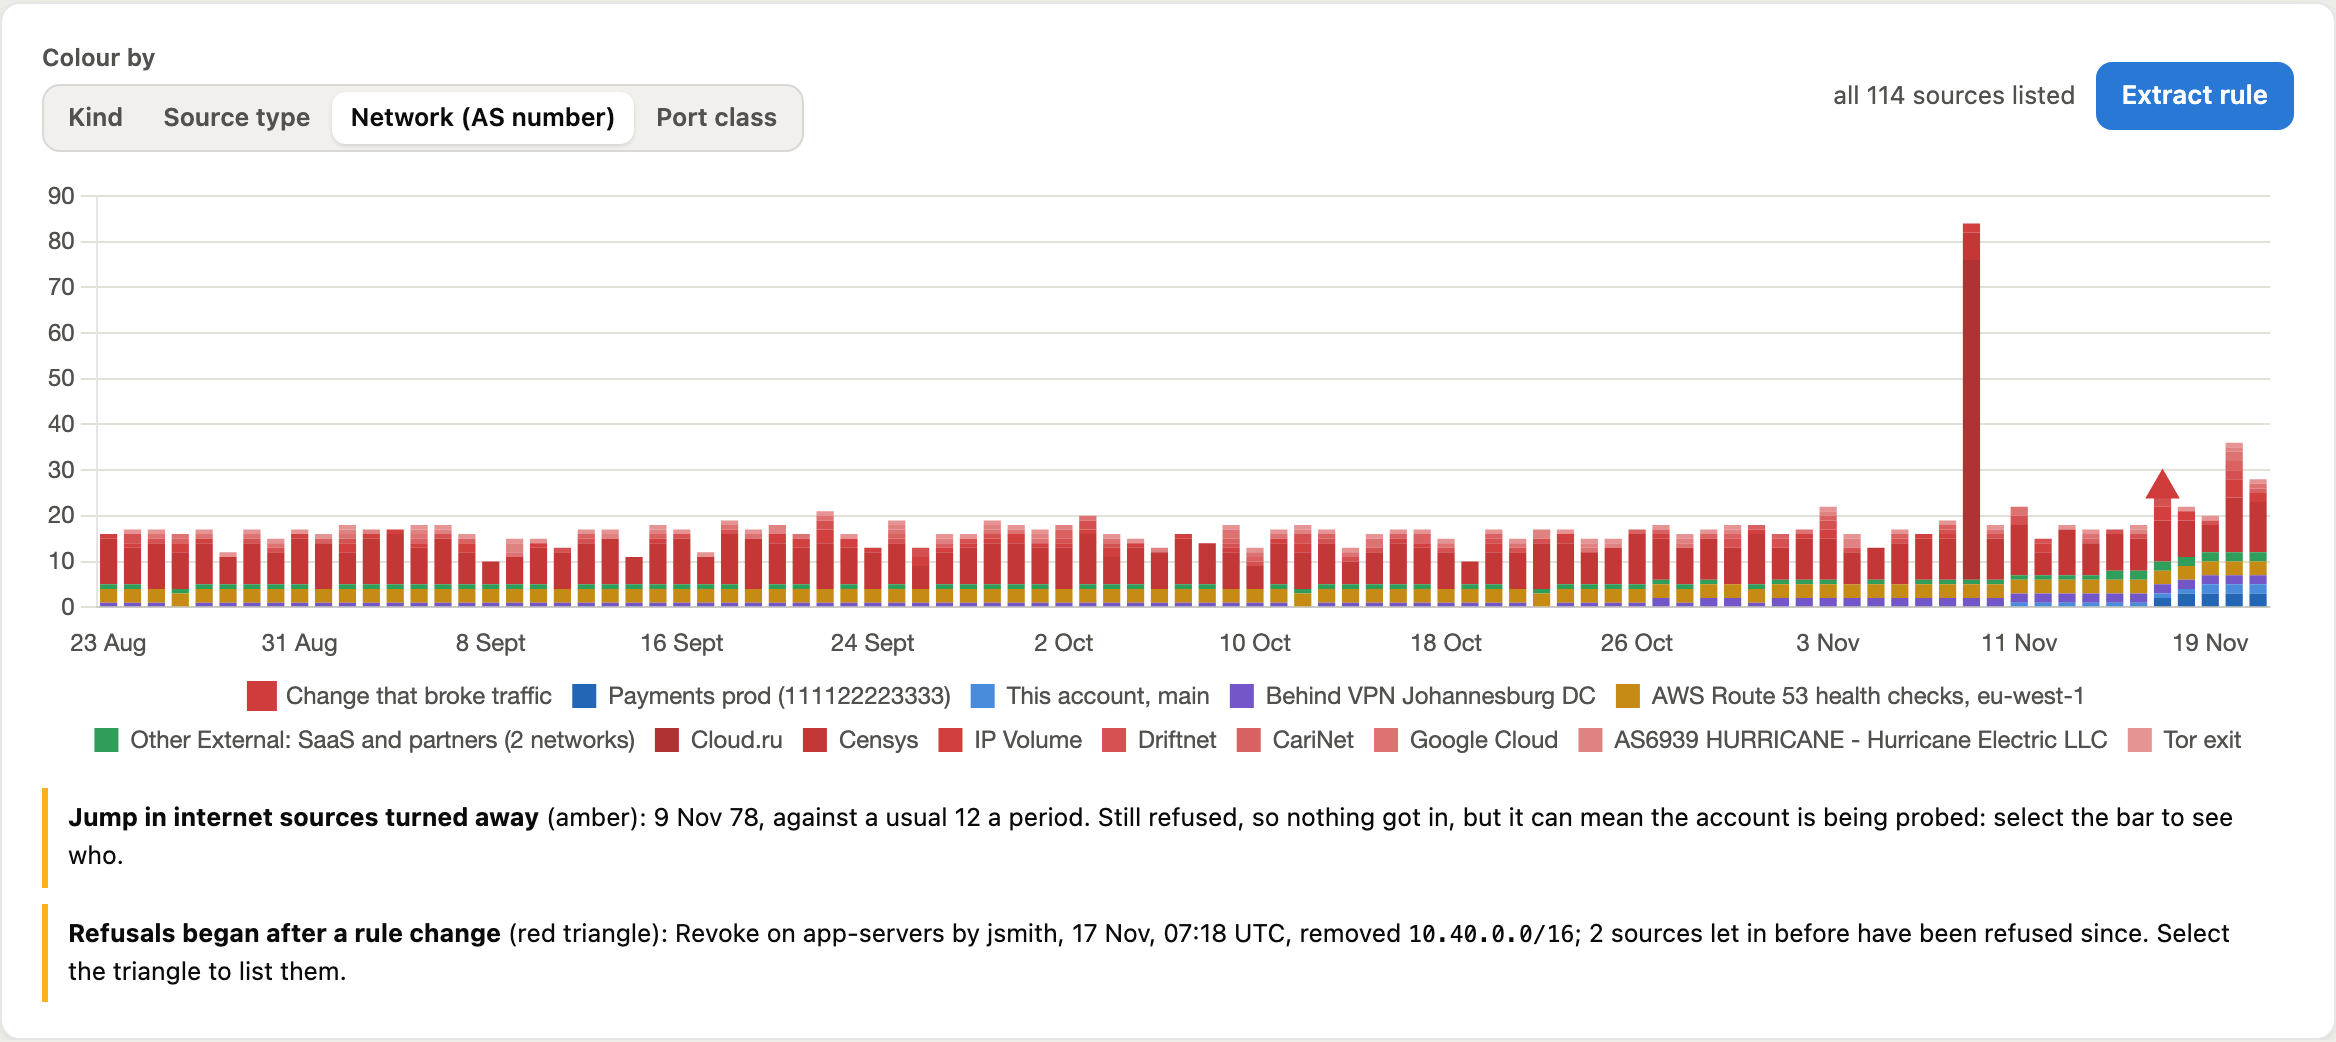 Colour by
Kind Source type Network (AS number) Port class
all 114 sources listed Extract rule
90
80
70
60
50
40
30
20
10
0
23 Aug 31 Aug 8 Sept 16 Sept 24 Sept 2 Oct 10 Oct 18 Oct 26 Oct 3 Nov 11 Nov 19 Nov
Change that broke traffic Payments prod (111122223333) This account, main Behind VPN Johannesburg DC AWS Route 53 health checks, eu-west-1
Other External: SaaS and partners (2 networks) Cloud.ru Censys IP Volume Driftnet CariNet Google Cloud AS6939 HURRICANE - Hurricane Electric LLC Tor exit
Jump in internet sources turned away (amber): 9 Nov 78, against a usual 12 a period. Still refused, so nothing got in, but it can mean the account is being probed: select the bar to see
who.
Refusals began after a rule change (red triangle): Revoke on app-servers by jsmith, 17 Nov, 07:18 UTC, removed 10.40.0.0/16; 2 sources let in before have been refused since. Select
the triangle to list them.